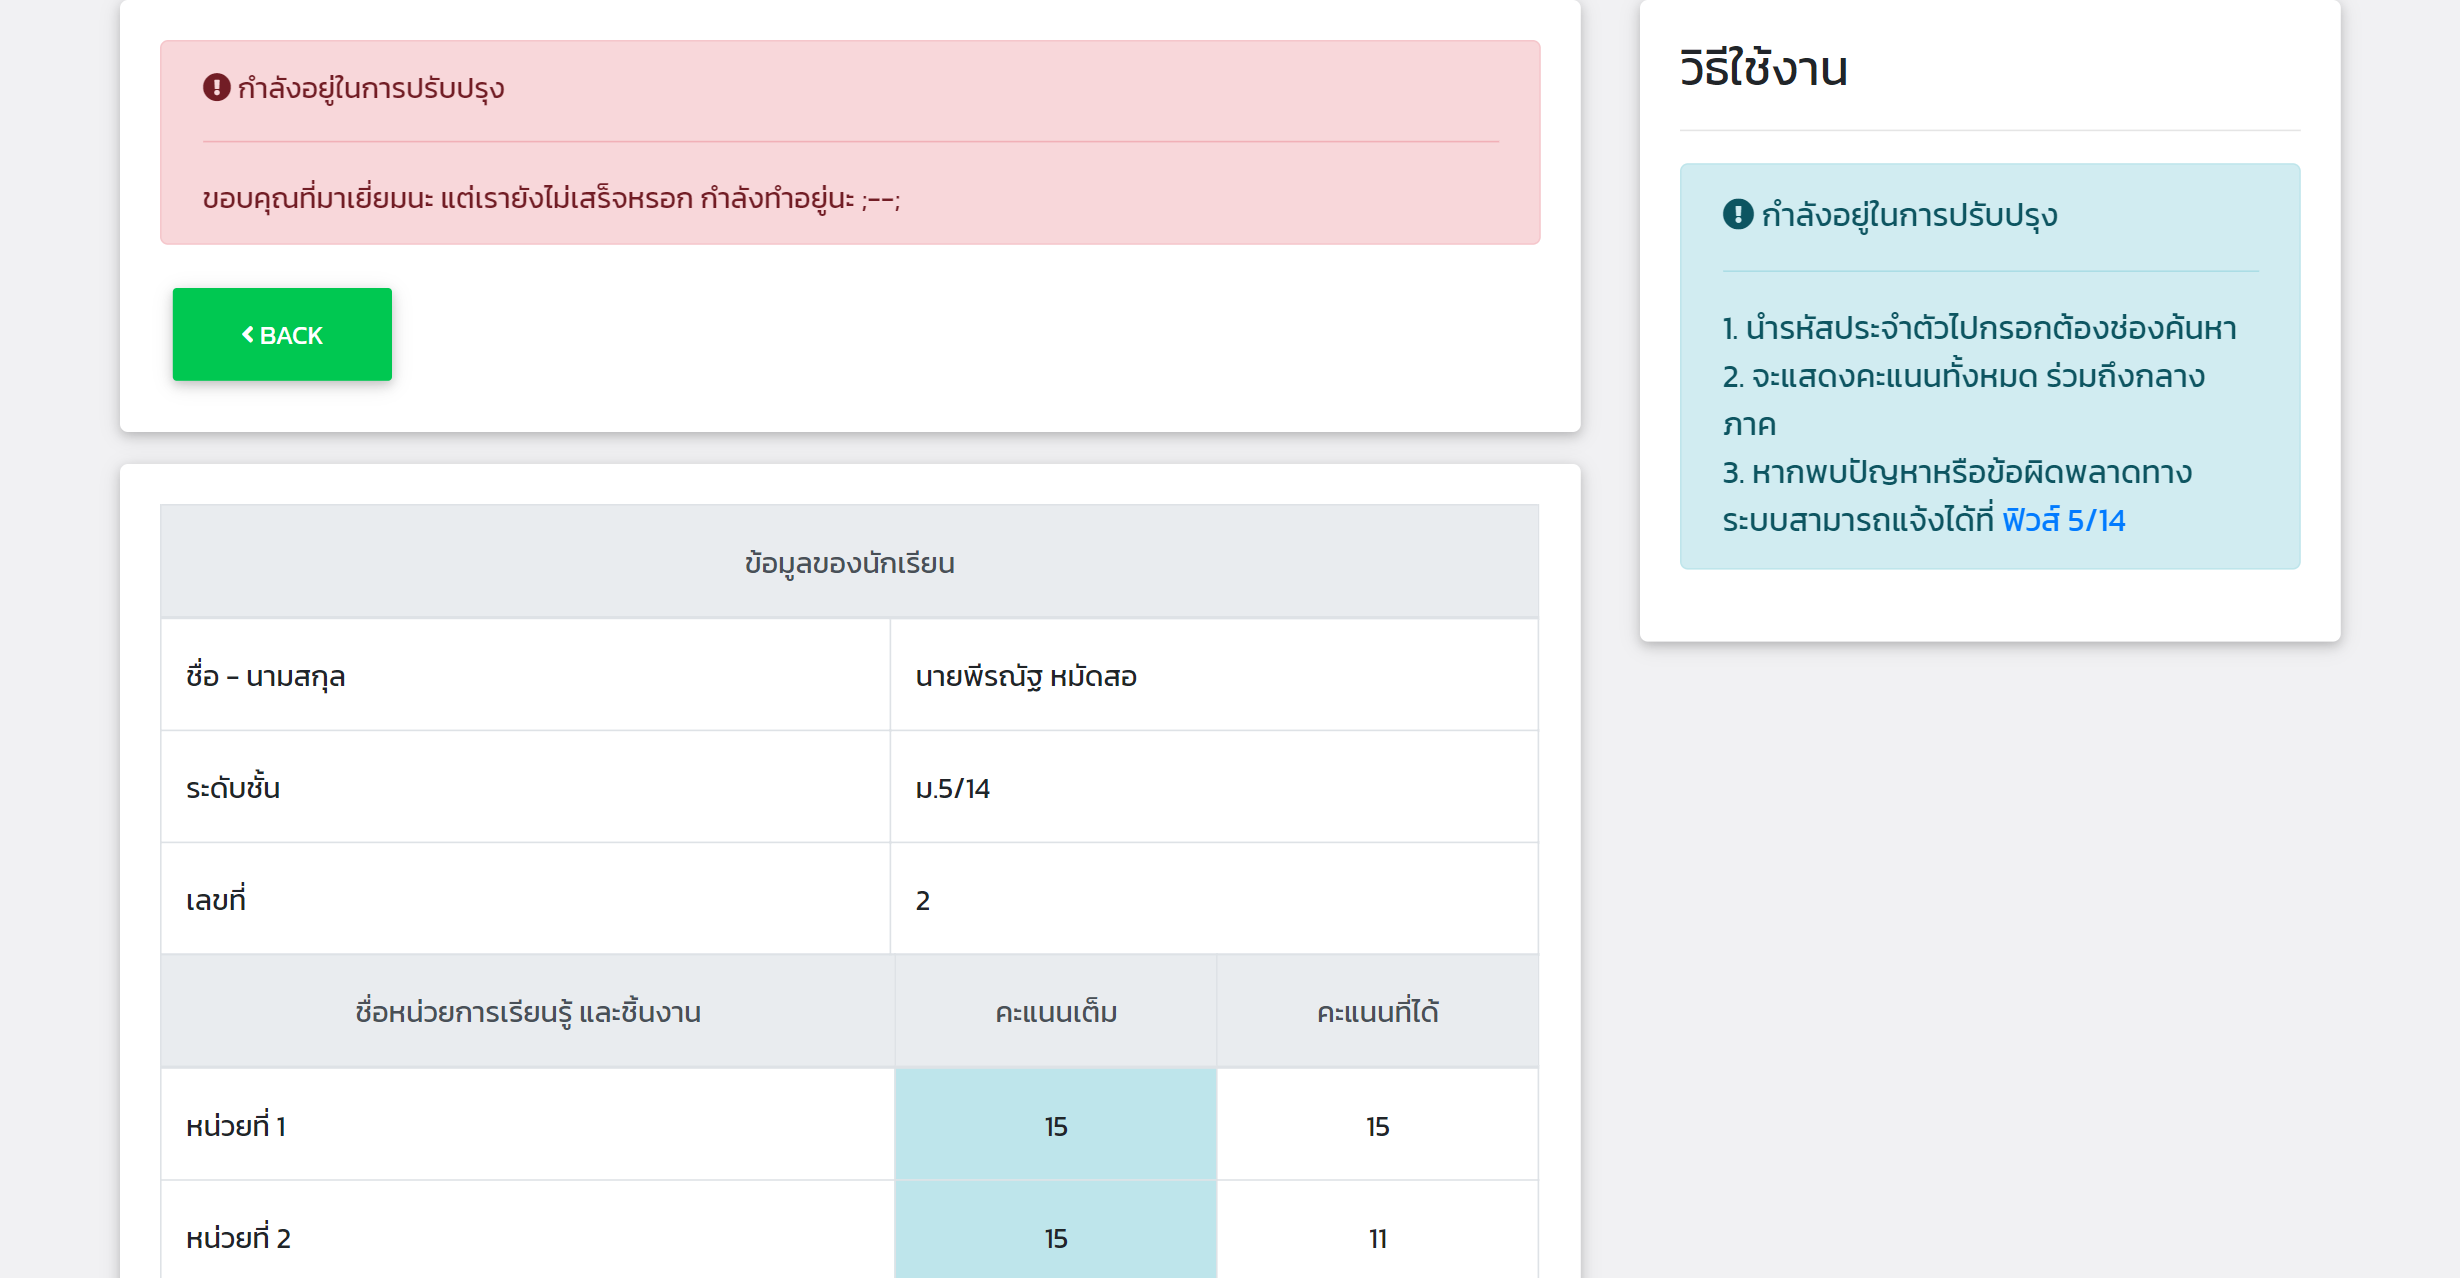 กำลังอยู่ในการปรับปรุง
ขอบคุณที่มาเยี่ยมนะ แต่เรายังไม่เสร็จหรอก กำลังทำอยู่นะ ;--;
BACK
ข้อมูลของนักเรียน
ชื่อ - นามสกุล นายพีรณัฐ หมัดสอ
ระดับชั้น ม.5/14
เลขที่ 2
ชื่อหน่วยการเรียนรู้ และชิ้นงาน คะแนนเต็ม คะแนนที่ได้
หน่วยที่ 1 15 15
หน่วยที่ 2 15 11
วิธีใช้งาน
กำลังอยู่ในการปรับปรุง
1. นำรหัสประจำตัวไปกรอกต้องช่องค้นหา
2. จะแสดงคะแนนทั้งหมด ร่วมถึงกลาง
ภาค
3. หากพบปัญหาหรือข้อผิดพลาดทาง
ระบบสามารถแจ้งได้ที่ ฟิวส์ 5/14